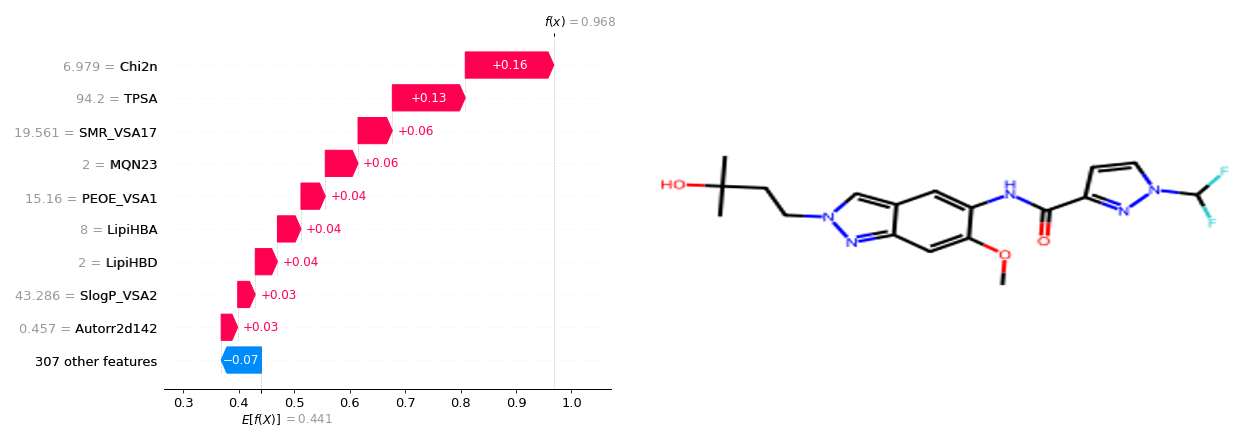 f(x) = 0.968
6.979 = Chi2n
+0.16
94.2 = TPSA
+0.13
19.561 = SMR_VSA17
+0.06
2 = MQN23
+0.06
15.16 = PEOE_VSA1
+0.04
8 = LipiHBA
+0.04
2 = LipiHBD
+0.04
43.286 = SlogP_VSA2
+0.03
0.457 = Autorr2d142
+0.03
307 other features
−0.07
0.3 0.4 0.5 0.6 0.7 0.8 0.9 1.0
E[f(X)] = 0.441
HO
N
N
H
N
O
O
N
N
F
F